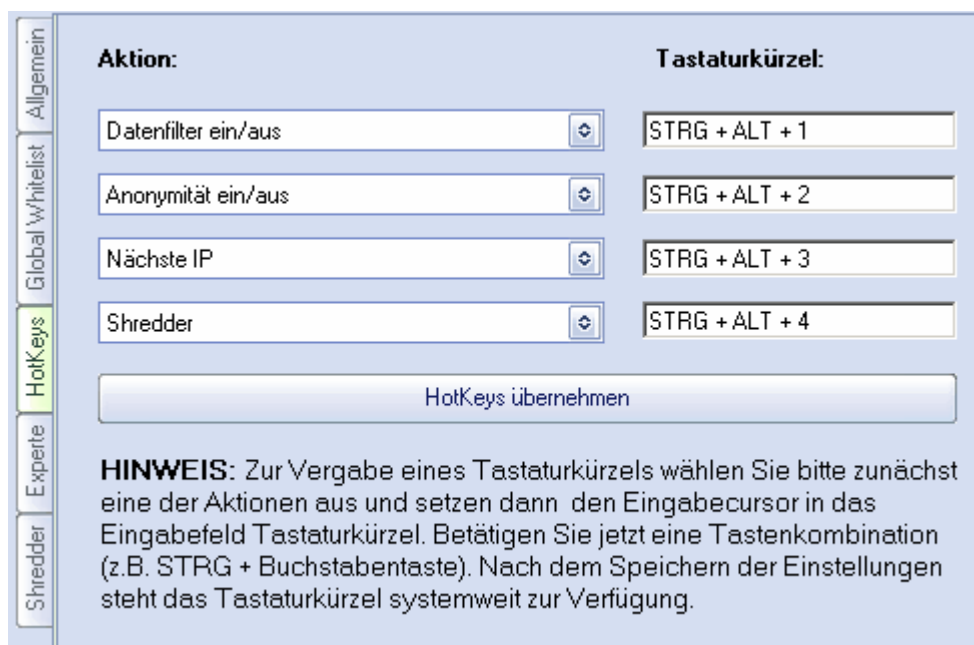 Allgemein
Global Whitelist
HotKeys
Experte
Shredder
Aktion:
Tastaturkürzel:
Datenfilter ein/aus
STRG + ALT + 1
Anonymität ein/aus
STRG + ALT + 2
Nächste IP
STRG + ALT + 3
Shredder
STRG + ALT + 4
HotKeys übernehmen
HINWEIS: Zur Vergabe eines Tastaturkürzels wählen Sie bitte zunächst
eine der Aktionen aus und setzen dann  den Eingabecursor in das
Eingabefeld Tastaturkürzel. Betätigen Sie jetzt eine Tastenkombination
(z.B. STRG + Buchstabentaste). Nach dem Speichern der Einstellungen
steht das Tastaturkürzel systemweit zur Verfügung.